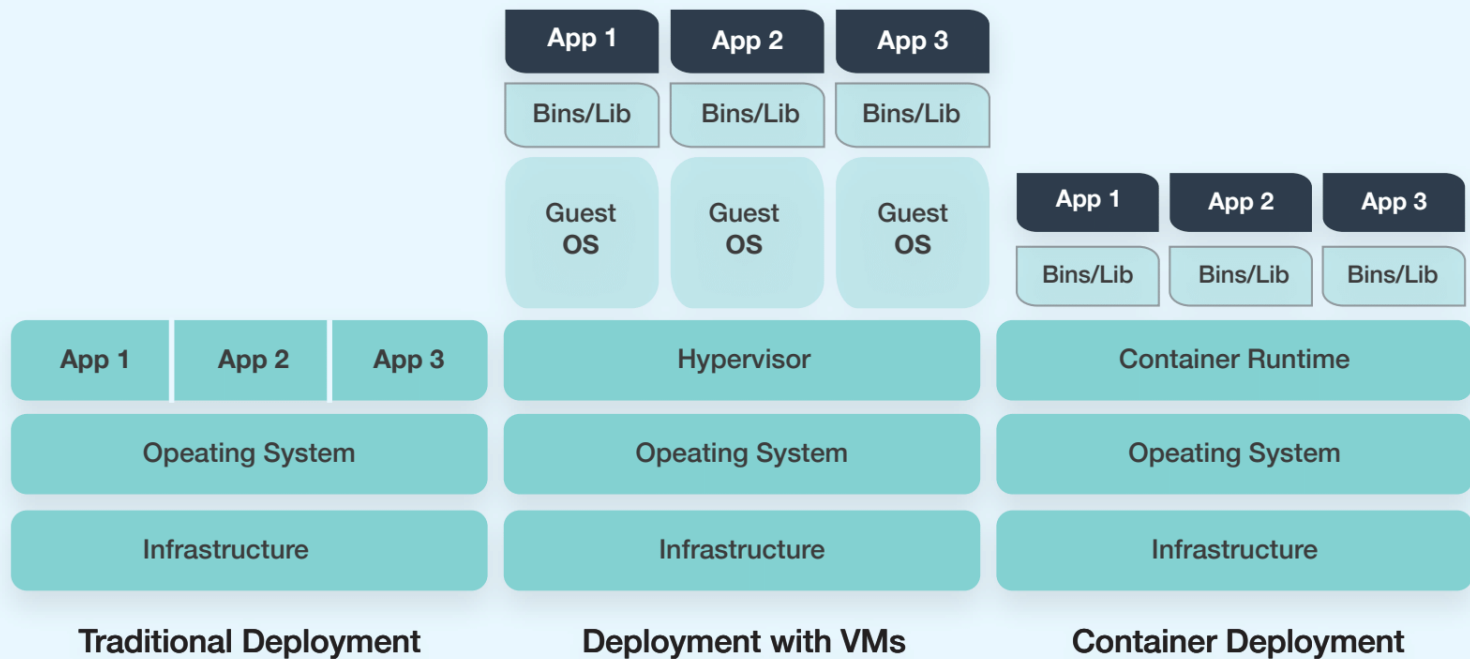 App 1
App 2
App 3
Bins/Lib
Bins/Lib
Bins/Lib
Guest
OS
Guest
OS
Guest
OS
App 1
App 2
App 3
Bins/Lib
Bins/Lib
Bins/Lib
App 1
App 2
App 3
Hypervisor
Container Runtime
Opeating System
Opeating System
Opeating System
Infrastructure
Infrastructure
Infrastructure
Traditional Deployment
Deployment with VMs
Container Deployment